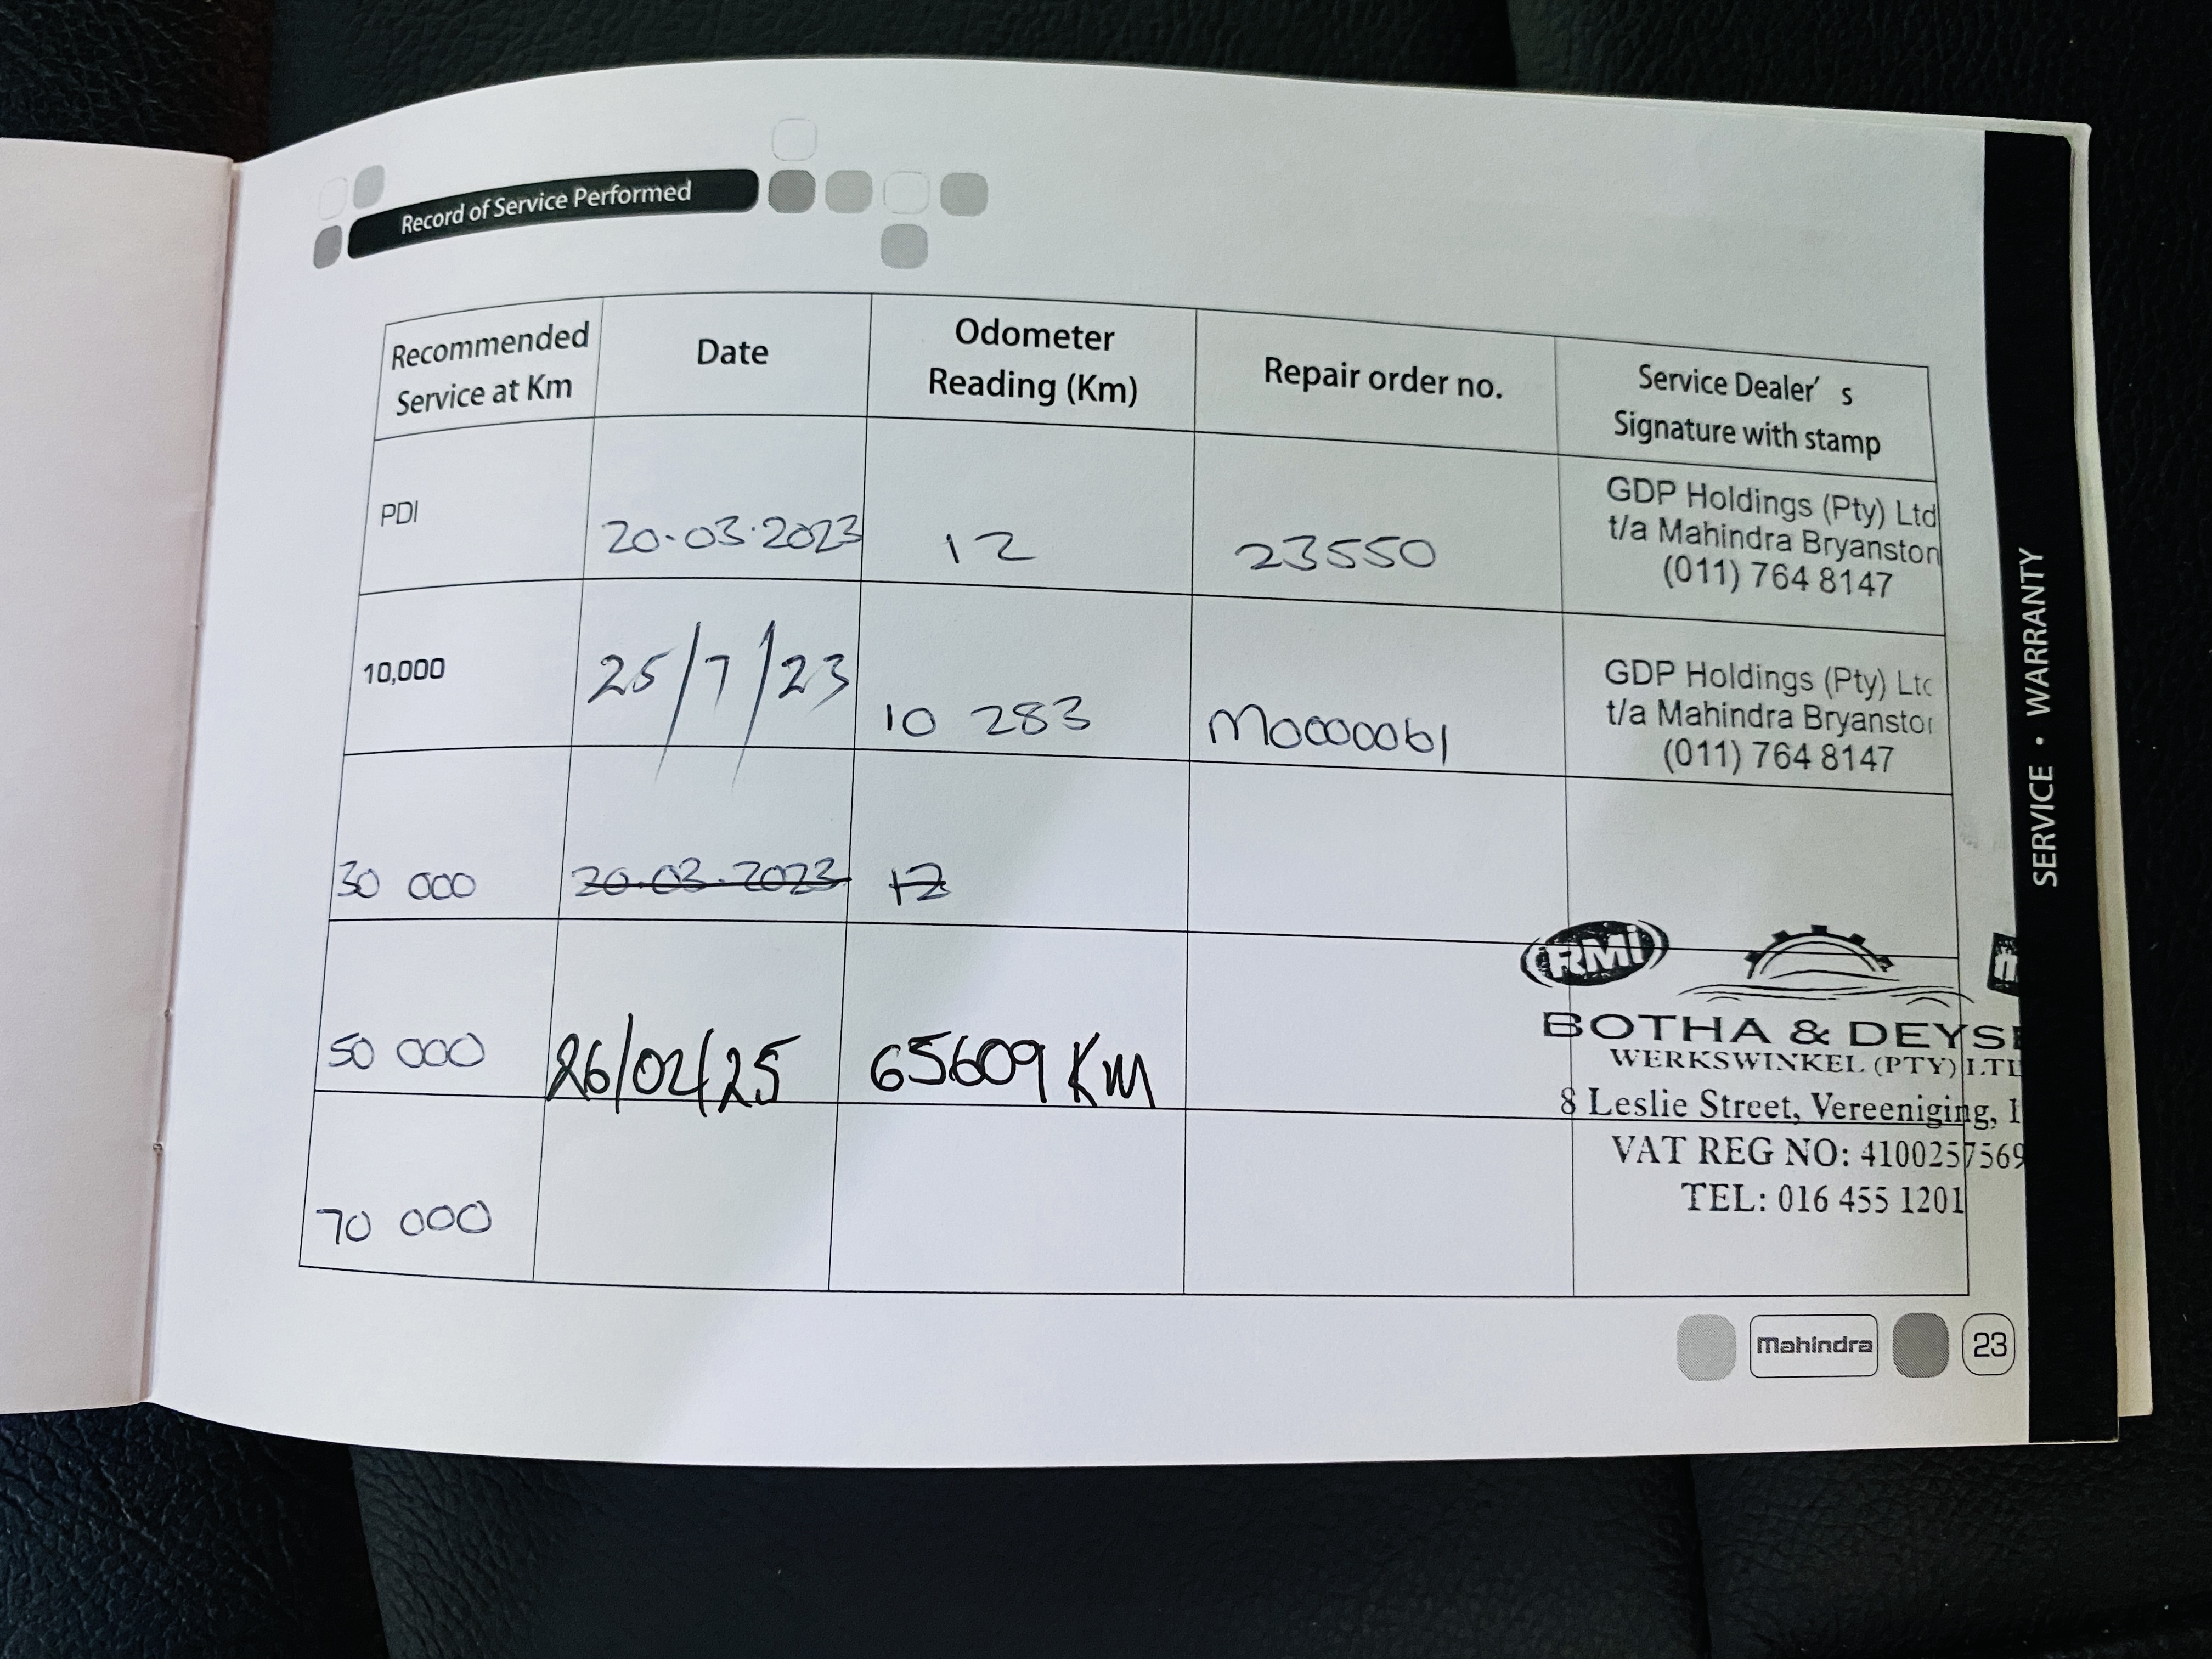 Record of Service Performed
Recommended Service at Km	Date	Odometer Reading (Km)	Repair order no.	Service Dealer' s Signature with stamp
PDI	20.03.2023	12	23550	GDP Holdings (Pty) Ltd
t/a Mahindra Bryanston
(011) 764 8147
10,000	25/7/23	10 283	M0000061	GDP Holdings (Pty) Ltd
t/a Mahindra Bryanston
(011) 764 8147
30 000	20.03.2023	12
50 000	26/02/25	65609 KM
RMI
BOTHA & DEYS
WERKSWINKEL (PTY) LTD
8 Leslie Street, Vereeniging, 1
VAT REG NO: 4100257569
TEL: 016 455 1201
70 000
Mahindra
23
SERVICE • WARRANTY